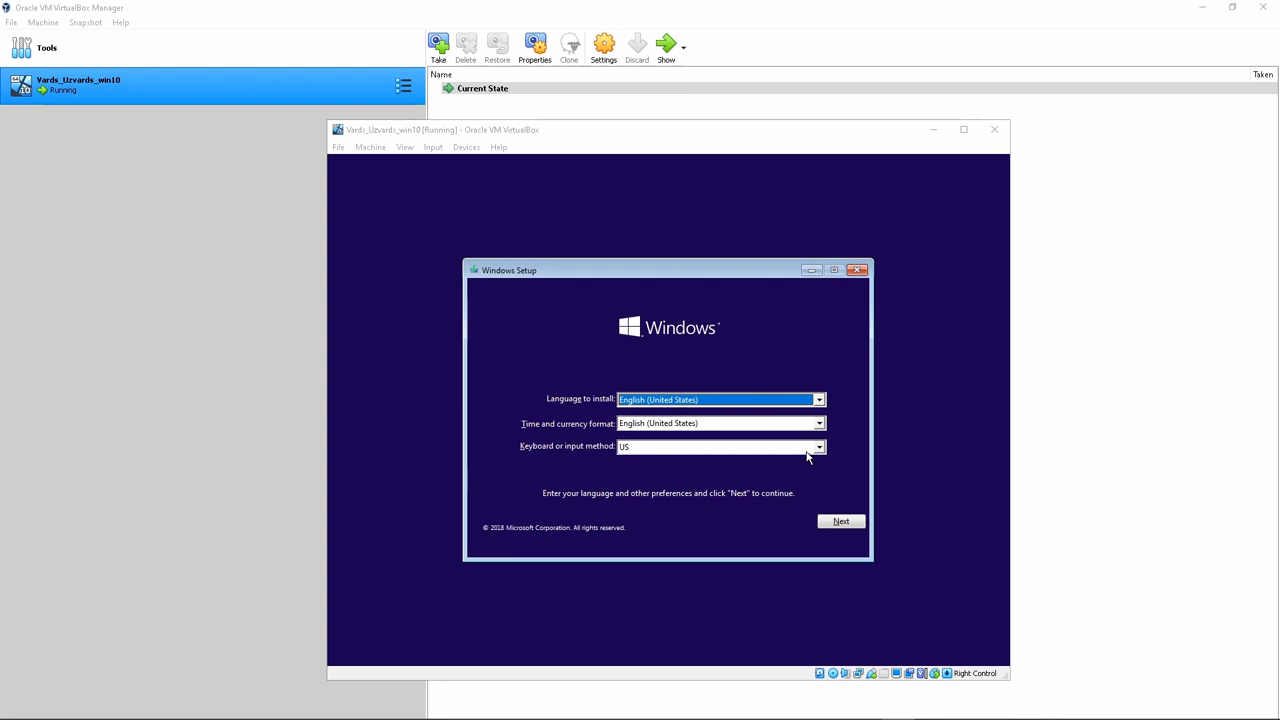 Oracle VM VirtualBox Manager
File Machine Snapshot Help
Tools
Take Delete Restore Properties Clone Settings Discard Show
Name Taken
Vards_Uzvards_win10
Running
Current State
Vards_Uzvards_win10 [Running] - Oracle VM VirtualBox
File Machine View Input Devices Help
Windows Setup
Windows
Language to install: English (United States)
Time and currency format: English (United States)
Keyboard or input method: US
Enter your language and other preferences and click "Next" to continue.
© 2018 Microsoft Corporation. All rights reserved.
Next
Right Control